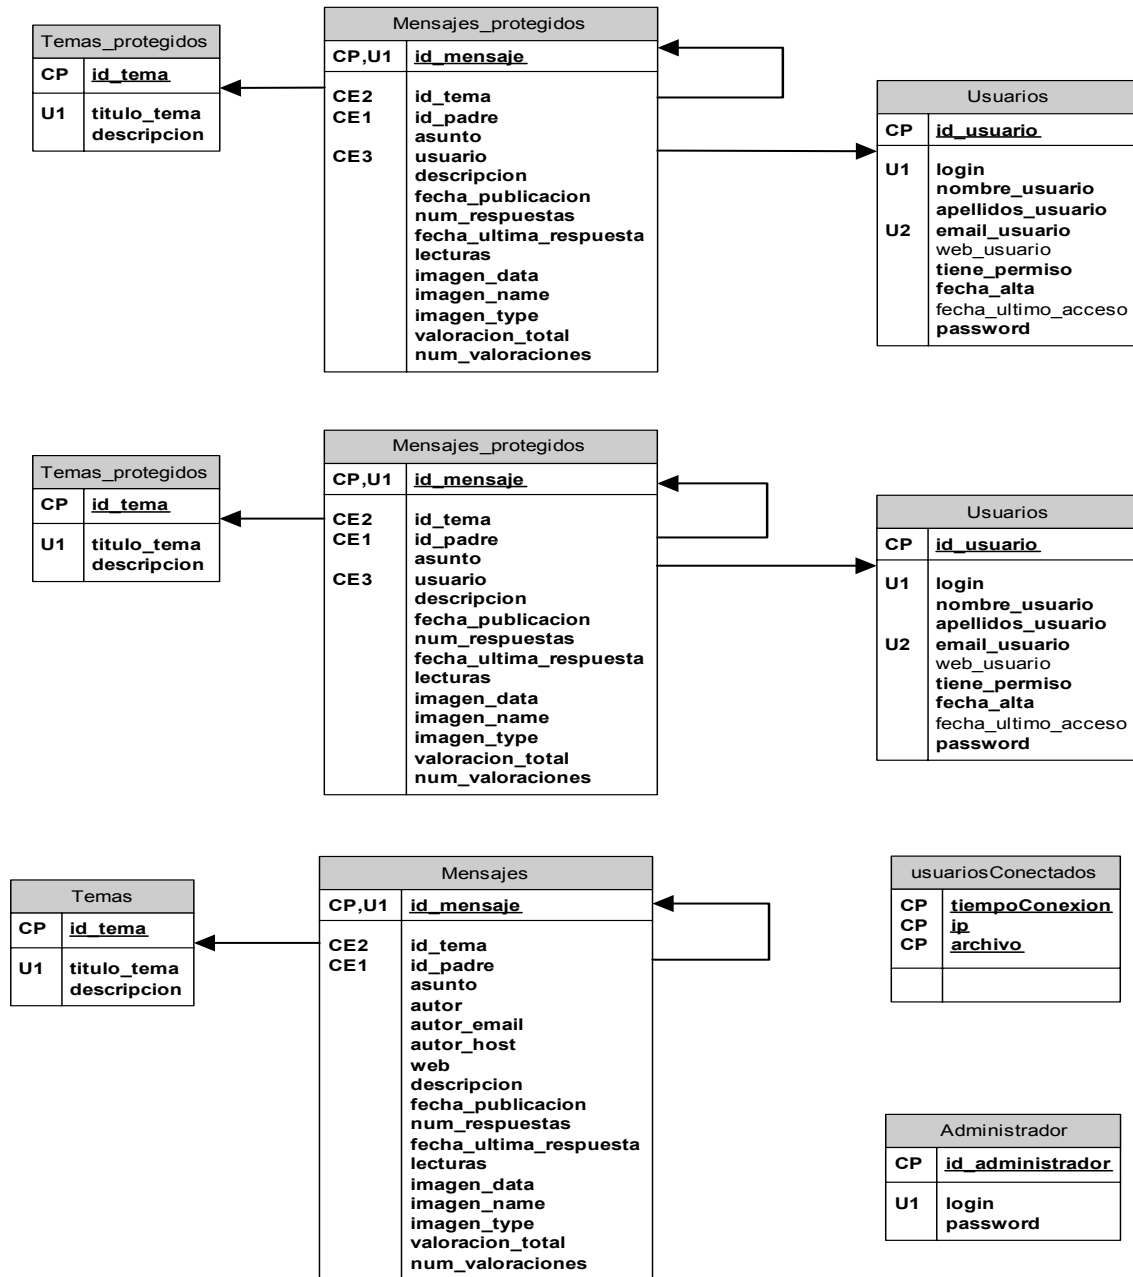 Temas_protegidos
CP id_tema
U1 titulo_tema
descripcion
Mensajes_protegidos
CP,U1 id_mensaje
CE2 id_tema
CE1 id_padre
asunto
CE3 usuario
descripcion
fecha_publicacion
num_respuestas
fecha_ultima_respuesta
lecturas
imagen_data
imagen_name
imagen_type
valoracion_total
num_valoraciones
Usuarios
CP id_usuario
U1 login
nombre_usuario
apellidos_usuario
U2 email_usuario
web_usuario
tiene_permiso
fecha_alta
fecha_ultimo_acceso
password
Temas_protegidos
CP id_tema
U1 titulo_tema
descripcion
Mensajes_protegidos
CP,U1 id_mensaje
CE2 id_tema
CE1 id_padre
asunto
CE3 usuario
descripcion
fecha_publicacion
num_respuestas
fecha_ultima_respuesta
lecturas
imagen_data
imagen_name
imagen_type
valoracion_total
num_valoraciones
Usuarios
CP id_usuario
U1 login
nombre_usuario
apellidos_usuario
U2 email_usuario
web_usuario
tiene_permiso
fecha_alta
fecha_ultimo_acceso
password
Temas
CP id_tema
U1 titulo_tema
descripcion
Mensajes
CP,U1 id_mensaje
CE2 id_tema
CE1 id_padre
asunto
autor
autor_email
autor_host
web
descripcion
fecha_publicacion
num_respuestas
fecha_ultima_respuesta
lecturas
imagen_data
imagen_name
imagen_type
valoracion_total
num_valoraciones
usuariosConectados
CP tiempoConexion
CP ip
CP archivo
Administrador
CP id_administrador
U1 login
password